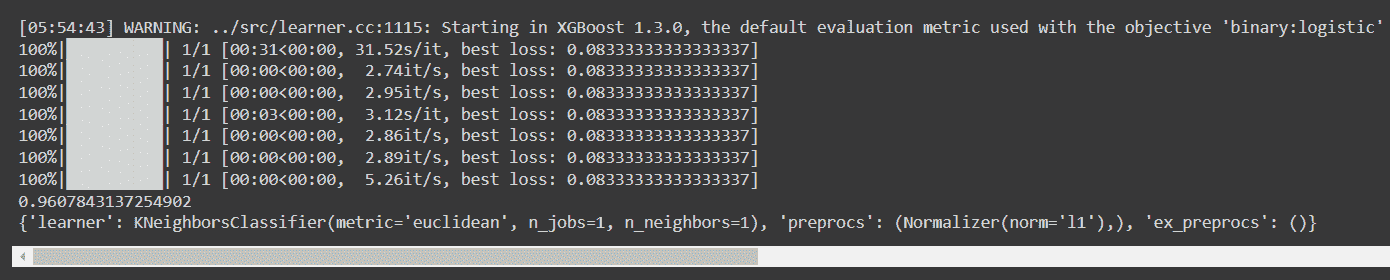 [05:54:43] WARNING: ../src/learner.cc:1115: Starting in XGBoost 1.3.0, the default evaluation metric used with the objective 'binary:logistic'
100%|██████████| 1/1 [00:31<00:00, 31.52s/it, best loss: 0.08333333333333337]
100%|██████████| 1/1 [00:00<00:00,  2.74it/s, best loss: 0.08333333333333337]
100%|██████████| 1/1 [00:00<00:00,  2.95it/s, best loss: 0.08333333333333337]
100%|██████████| 1/1 [00:03<00:00,  3.12s/it, best loss: 0.08333333333333337]
100%|██████████| 1/1 [00:00<00:00,  2.86it/s, best loss: 0.08333333333333337]
100%|██████████| 1/1 [00:00<00:00,  2.89it/s, best loss: 0.08333333333333337]
100%|██████████| 1/1 [00:00<00:00,  5.26it/s, best loss: 0.08333333333333337]
0.9607843137254902
{'learner': KNeighborsClassifier(metric='euclidean', n_jobs=1, n_neighbors=1), 'preprocs': (Normalizer(norm='l1'),), 'ex_preprocs': ()}